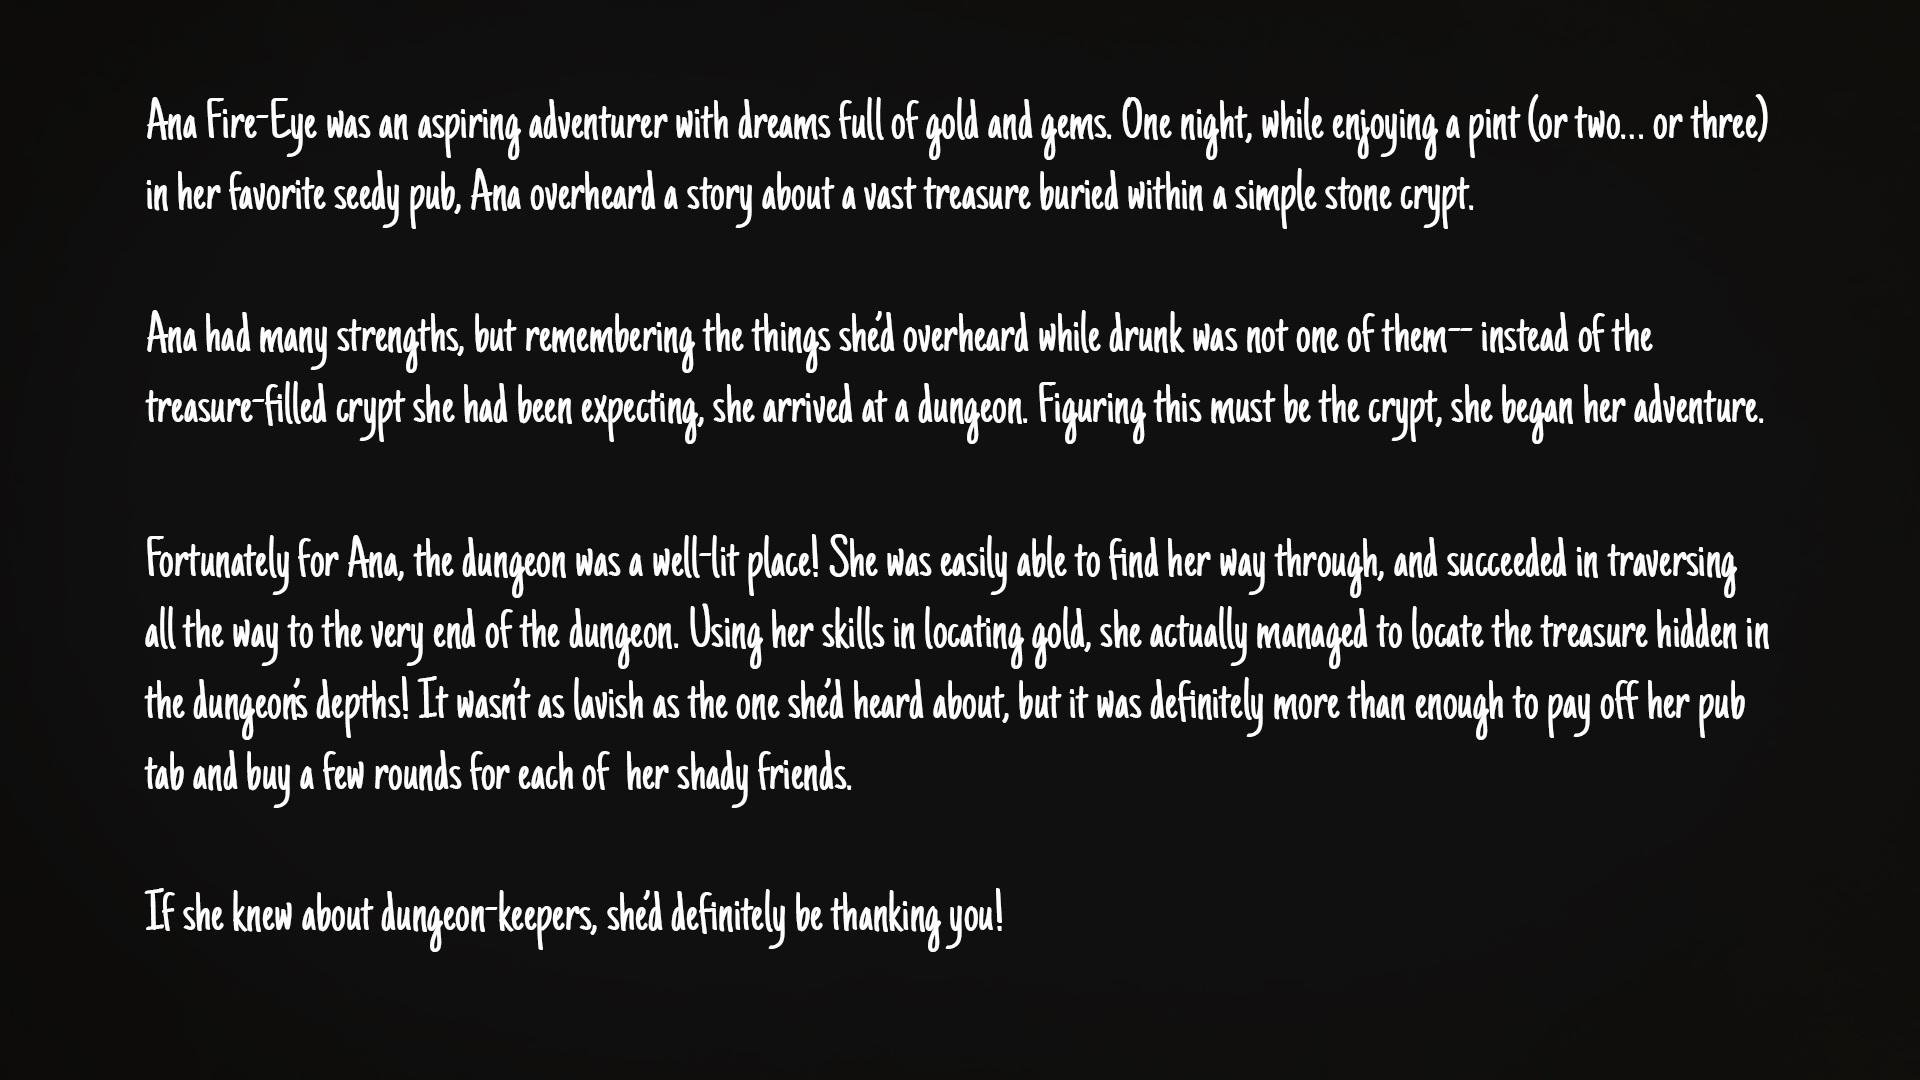 Ana Fire-Eye was an aspiring adventurer with dreams full of gold and gems. One night, while enjoying a pint (or two... or three)
in her favorite seedy pub, Ana overheard a story about a vast treasure buried within a simple stone crypt.
Ana had many strengths, but remembering the things she'd overheard while drunk was not one of them-- instead of the
treasure-filled crypt she had been expecting, she arrived at a dungeon. Figuring this must be the crypt, she began her adventure.
Fortunately for Ana, the dungeon was a well-lit place! She was easily able to find her way through, and succeeded in traversing
all the way to the very end of the dungeon. Using her skills in locating gold, she actually managed to locate the treasure hidden in
the dungeon's depths! It wasn't as lavish as the one she'd heard about, but it was definitely more than enough to pay off her pub
tab and buy a few rounds for each of  her shady friends.
If she knew about dungeon-keepers, she'd definitely be thanking you!